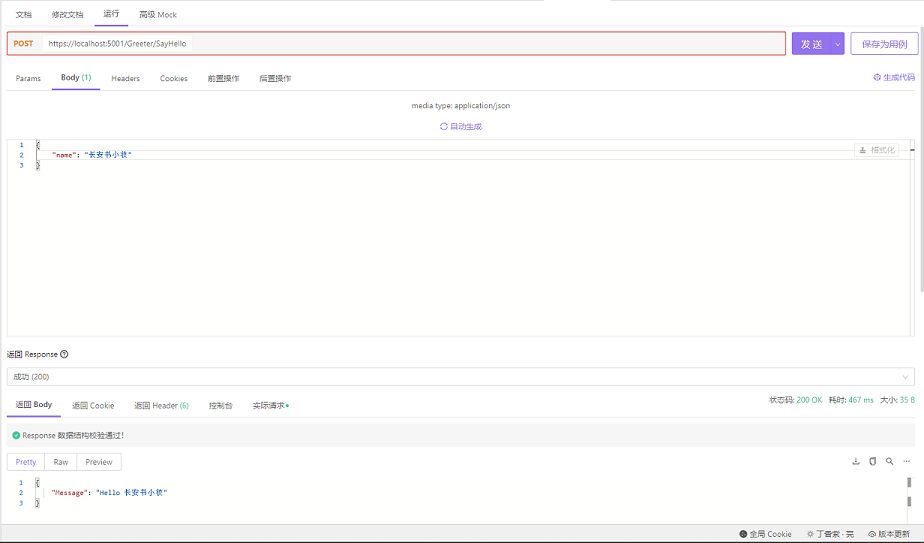 文档 修改文档 运行 高级 Mock
POST https://localhost:5001/Greeter/SayHello 发 送 保存为用例
Params Body (1) Headers Cookies 前置操作 后置操作 生成代码
media type: application/json
自动生成
1 {
2 "name": "长安书小妆" 格式化
3 }
返回 Response
成功 (200)
返回 Body 返回 Cookie 返回 Header (6) 控制台 实际请求 状态码: 200 OK 耗时: 467 ms 大小: 35 B
Response 数据结构校验通过!
Pretty Raw Preview
1 {
2 "Message": "Hello 长安书小妆"
3 }
全局 Cookie 丁香紫 · 亮 版本更新